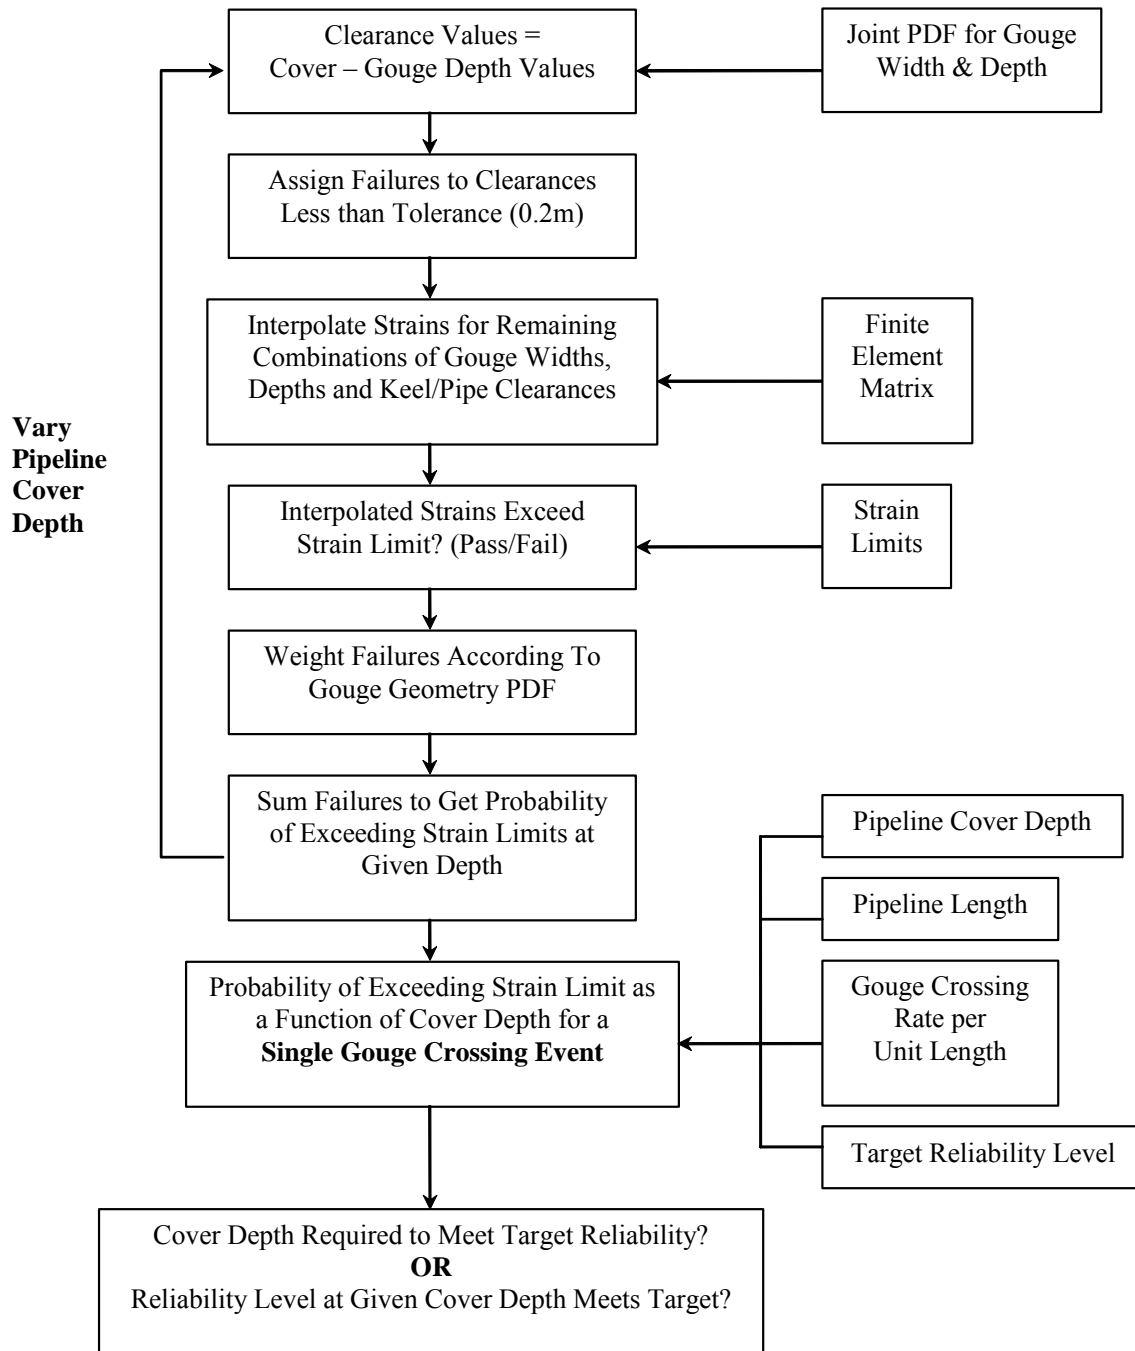 Clearance Values =
Cover – Gouge Depth Values
Joint PDF for Gouge
Width & Depth
Assign Failures to Clearances
Less than Tolerance (0.2m)
Interpolate Strains for Remaining
Combinations of Gouge Widths,
Depths and Keel/Pipe Clearances
Finite
Element
Matrix
Vary
Pipeline
Cover
Depth
Interpolated Strains Exceed
Strain Limit? (Pass/Fail)
Strain
Limits
Weight Failures According To
Gouge Geometry PDF
Sum Failures to Get Probability
of Exceeding Strain Limits at
Given Depth
Pipeline Cover Depth
Pipeline Length
Probability of Exceeding Strain Limit as
a Function of Cover Depth for a
Single Gouge Crossing Event
Gouge Crossing
Rate per
Unit Length
Target Reliability Level
Cover Depth Required to Meet Target Reliability?
OR
Reliability Level at Given Cover Depth Meets Target?